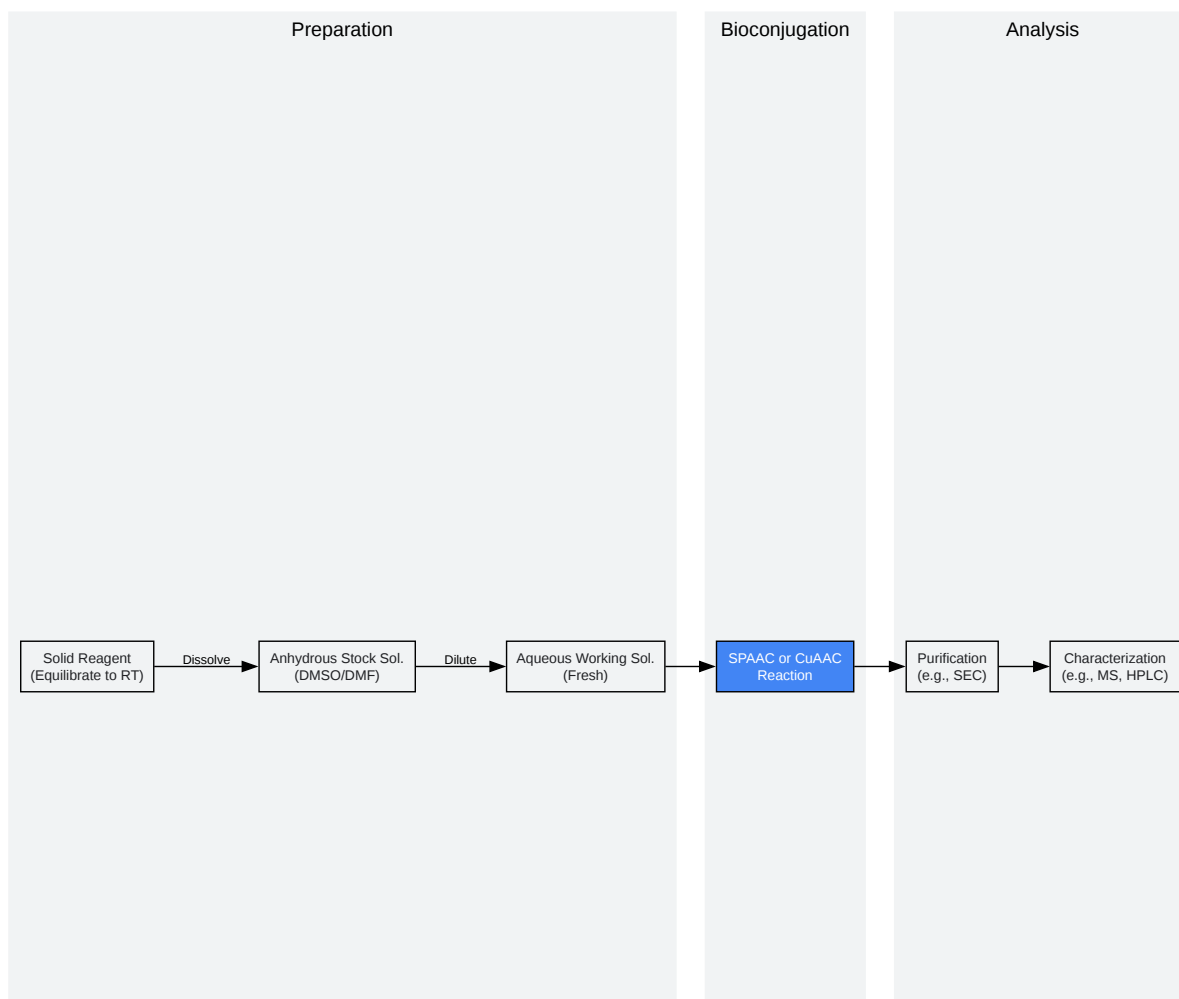 Preparation
Bioconjugation
Analysis
Solid Reagent
(Equilibrate to RT)
Dissolve
Anhydrous Stock Sol.
(DMSO/DMF)
Dilute
Aqueous Working Sol.
(Fresh)
SPAAC or CuAAC
Reaction
Purification
(e.g., SEC)
Characterization
(e.g., MS, HPLC)